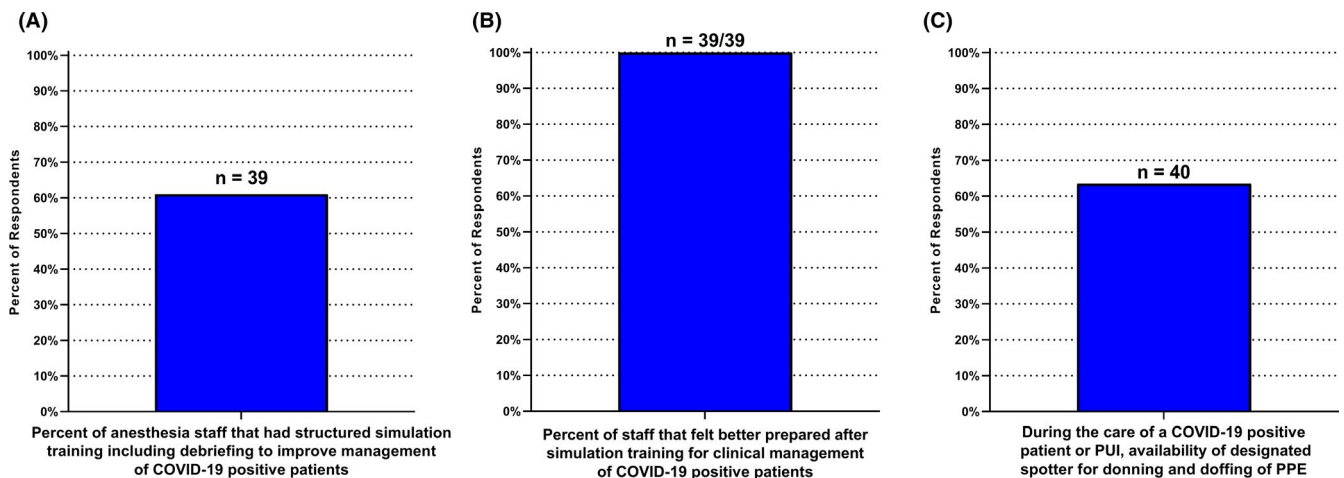 (A)
100%
90%
80%
70%
60%
50%
40%
30%
20%
10%
0%
Percent of Respondents
n = 39
Percent of anesthesia staff that had structured simulation
training including debriefing to improve management
of COVID-19 positive patients
(B)
100%
90%
80%
70%
60%
50%
40%
30%
20%
10%
0%
Percent of Respondents
n = 39/39
Percent of staff that felt better prepared after
simulation training for clinical management
of COVID-19 positive patients
(C)
100%
90%
80%
70%
60%
50%
40%
30%
20%
10%
0%
Percent of Respondents
n = 40
During the care of a COVID-19 positive
patient or PUI, availability of designated
spotter for donning and doffing of PPE